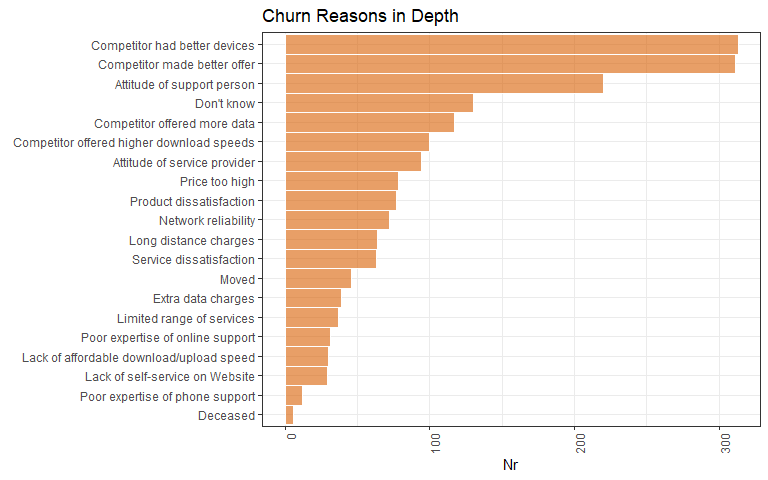 Churn Reasons in Depth
Competitor had better devices
Competitor made better offer
Attitude of support person
Don't know
Competitor offered more data
Competitor offered higher download speeds
Attitude of service provider
Price too high
Product dissatisfaction
Network reliability
Long distance charges
Service dissatisfaction
Moved
Extra data charges
Limited range of services
Poor expertise of online support
Lack of affordable download/upload speed
Lack of self-service on Website
Poor expertise of phone support
Deceased
0
100
200
300
Nr